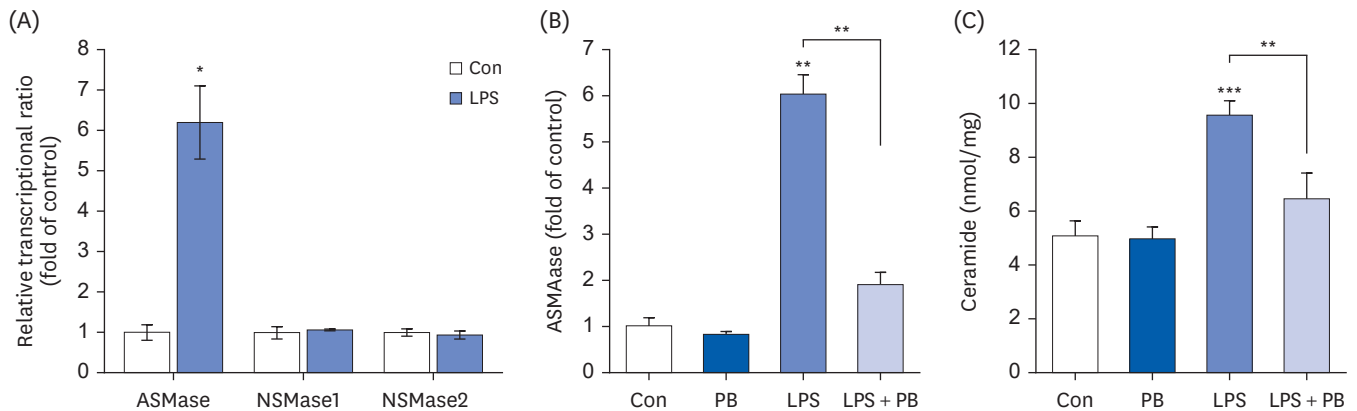 (A)
Relative transcriptional ratio
(fold of control)
8
7
6
5
4
3
2
1
0
*
Con
LPS
ASMase
NSMase1
NSMase2
(B)
ASMAase (fold of control)
7
6
5
4
3
2
1
0
**
**
Con
PB
LPS
LPS + PB
(C)
Ceramide (nmol/mg)
12
10
8
6
4
2
0
***
**
Con
PB
LPS
LPS + PB